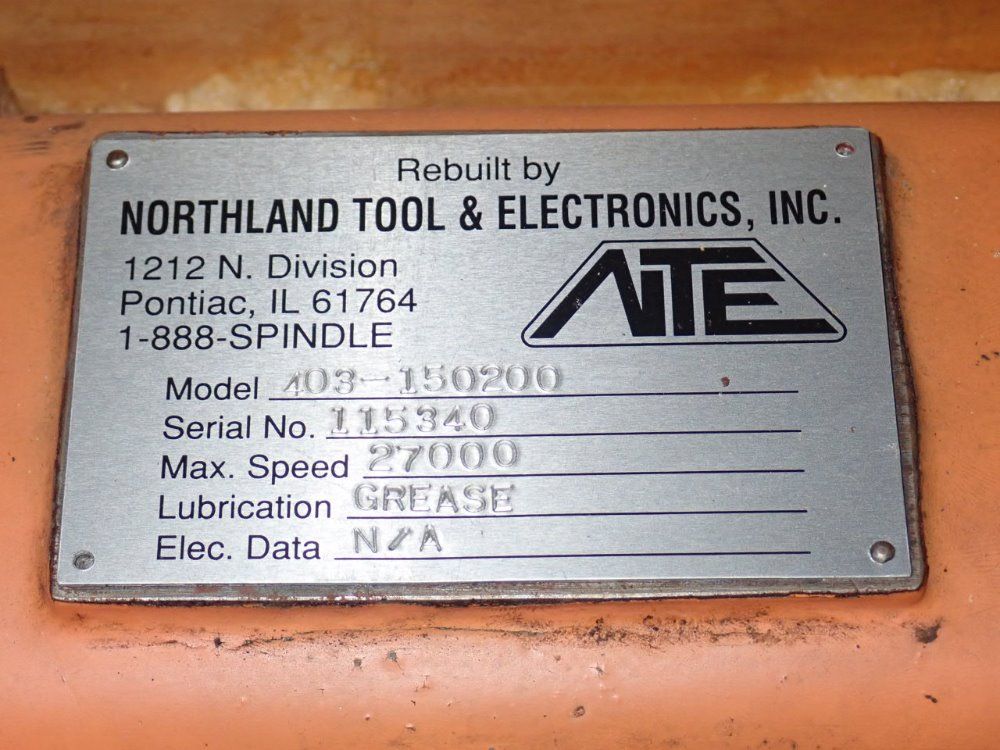 Rebuilt by
NORTHLAND TOOL & ELECTRONICS, INC.
1212 N. Division
Pontiac, IL 61764
1-888-SPINDLE
NTE
Model 403-150200
Serial No. 115340
Max. Speed 27000
Lubrication GREASE
Elec. Data N/A